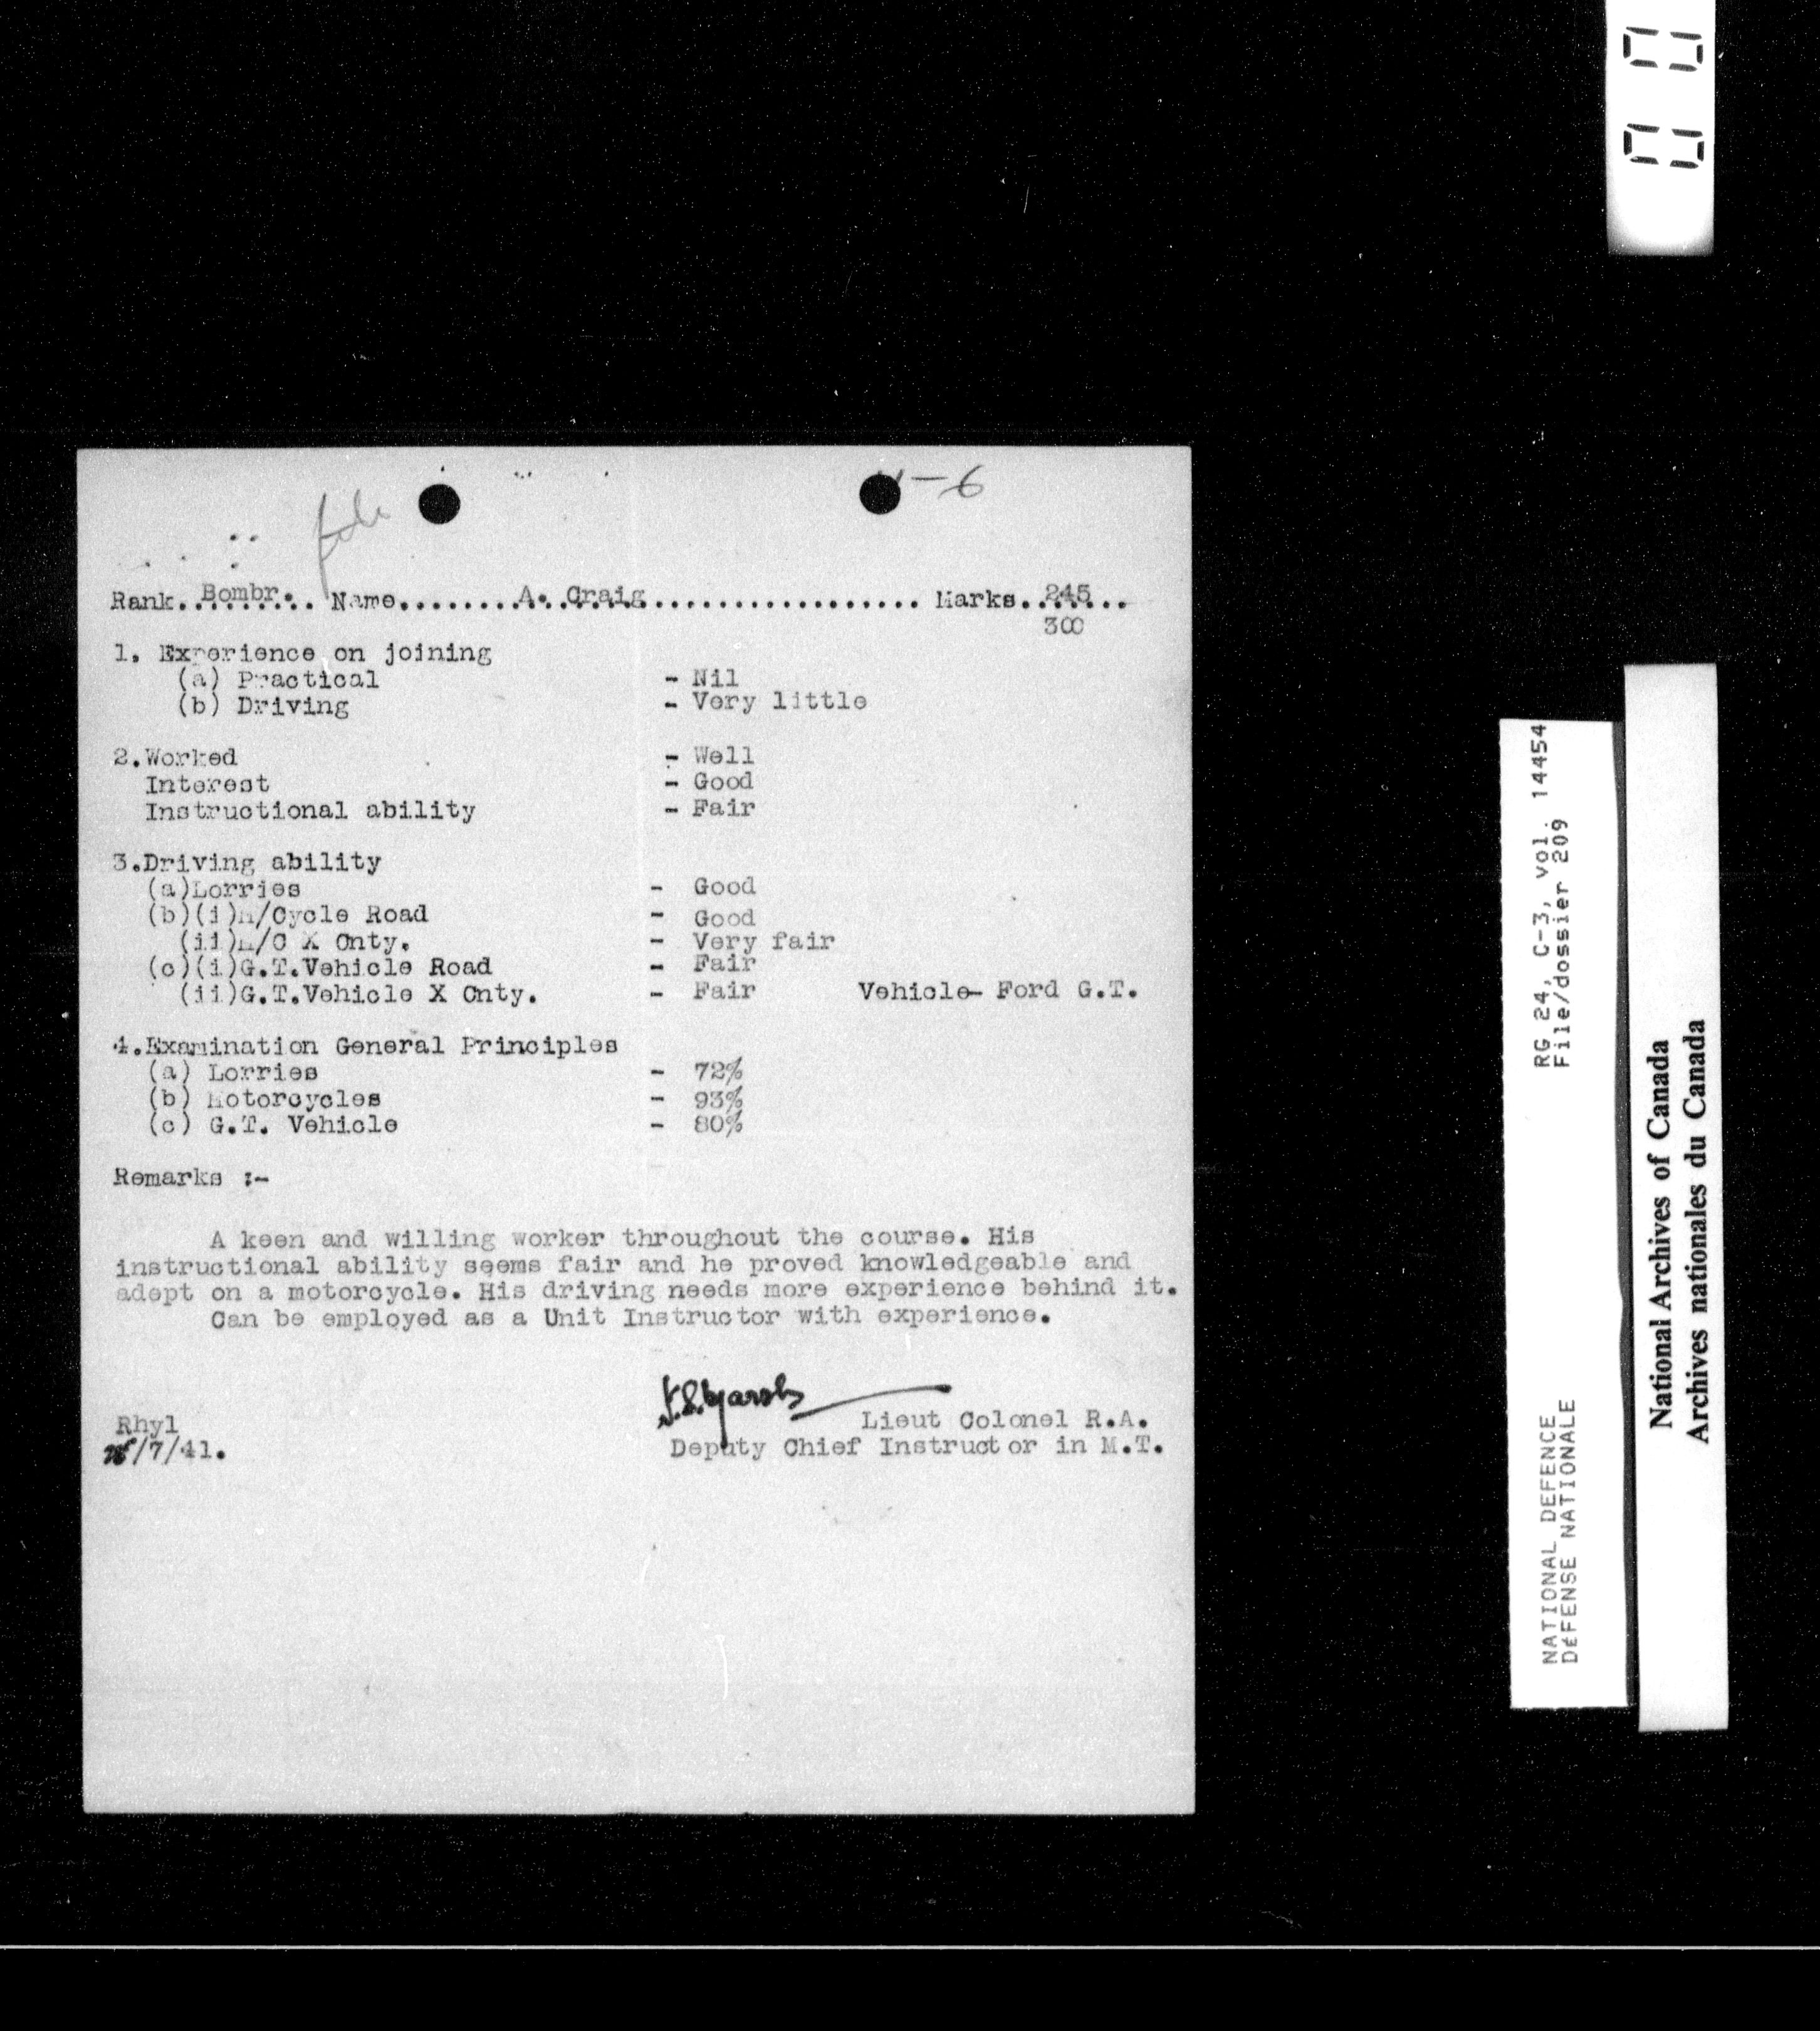 file
-6
Rank..Bombr... Name........A. Craig.................. Marks..245...
300
1. Experience on joining
(a) Practical - Nil
(b) Driving - Very little
2.Worked - Well
Interest - Good
Instructional ability - Fair
3.Driving ability
(a)Lorries - Good
(b)(i)M/Cycle Road - Good
(ii)M/C X Cnty. - Very fair
(c)(i)G.T.Vehicle Road - Fair
(ii)G.T.Vehicle X Cnty. - Fair Vehicle- Ford G.T.
4.Examination General Principles
(a) Lorries - 72%
(b) Motorcycles - 93%
(c) G.T. Vehicle - 80%
Remarks :-
A keen and willing worker throughout the course. His
instructional ability seems fair and he proved knowledgeable and
adept on a motorcycle. His driving needs more experience behind it.
Can be employed as a Unit Instructor with experience.
Lieut Colonel R.A.
Deputy Chief Instructor in M.T.
Rhyl
/7/41.
RG 24, C-3, vol. 14454
File/dossier 209
NATIONAL DEFENCE
DéFENSE NATIONALE
National Archives of Canada
Archives nationales du Canada